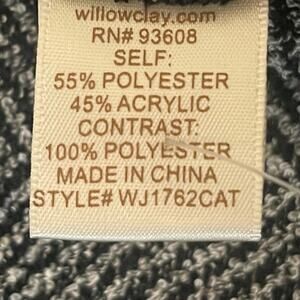 willowclay.com
RN# 93608
SELF:
55% POLYESTER
45% ACRYLIC
CONTRAST:
100% POLYESTER
MADE IN CHINA
STYLE# WJ1762CAT